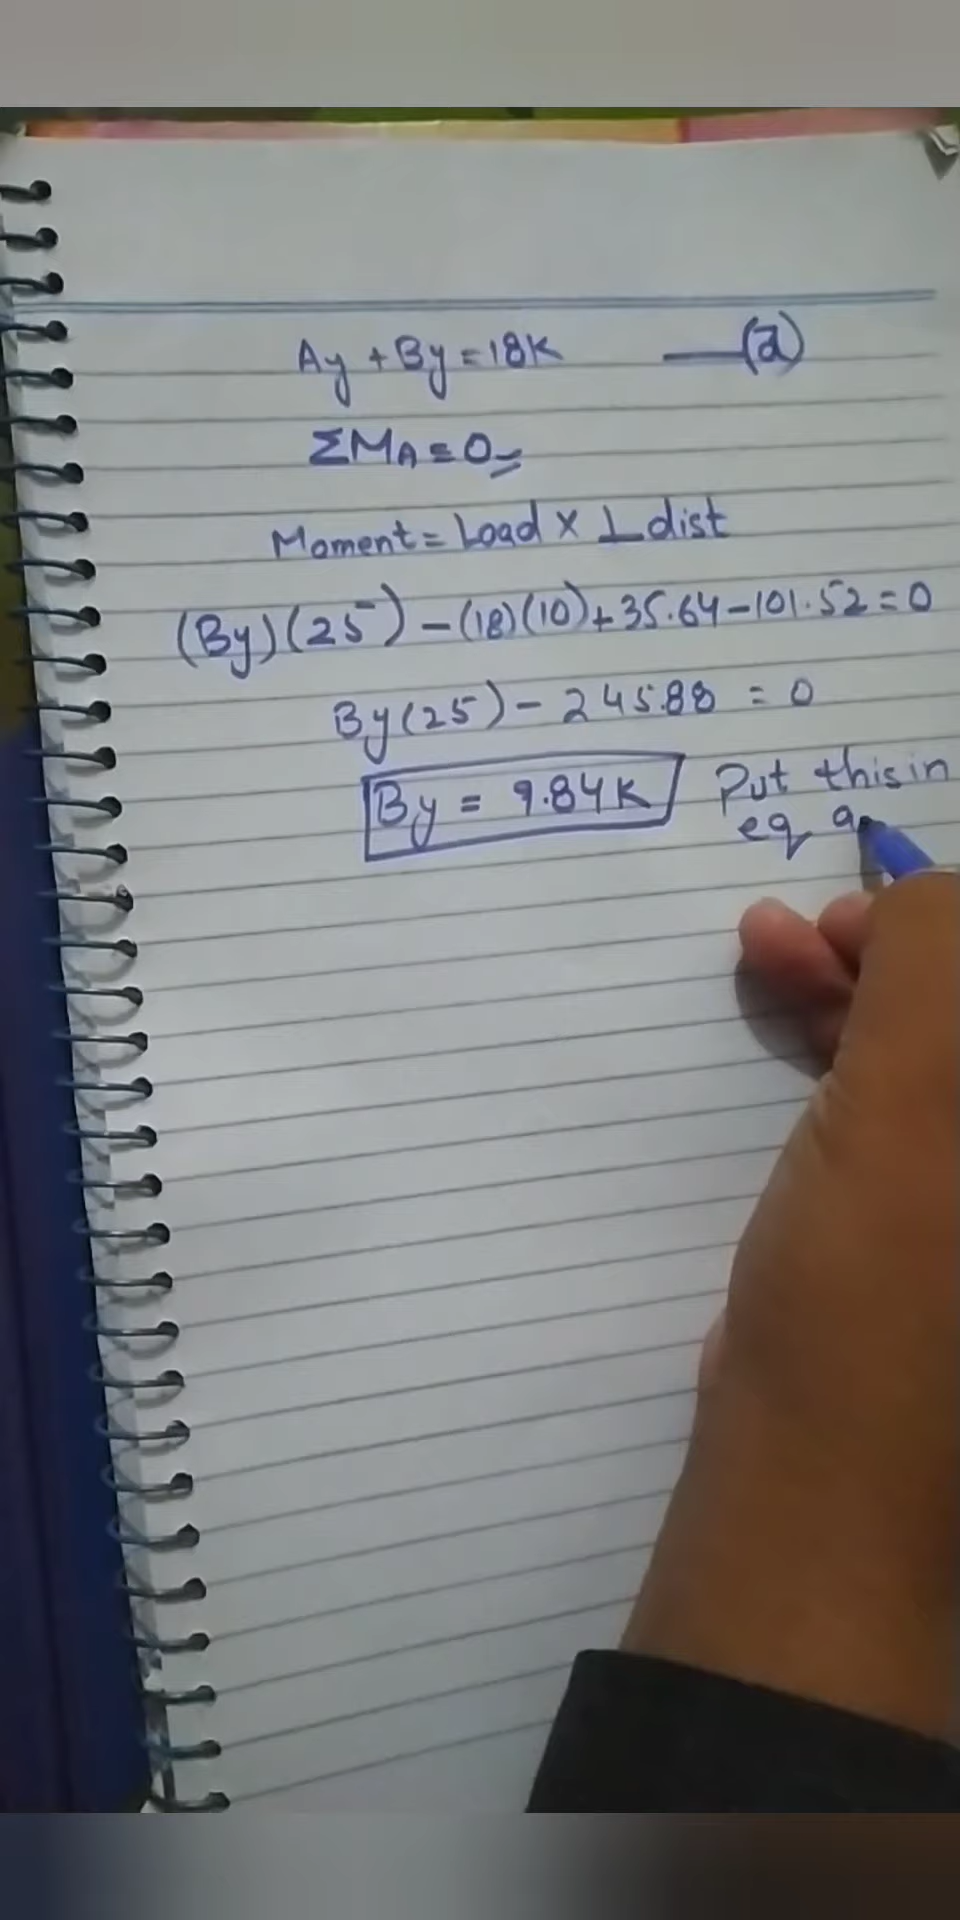 Ay + By = 18K —(a)
ΣMA = 0
Moment = Load × ⊥ dist
(By)(25) - (18)(10) + 35.64 - 101.52 = 0
By(25) - 245.88 = 0
By = 9.84K Put this in
eq a